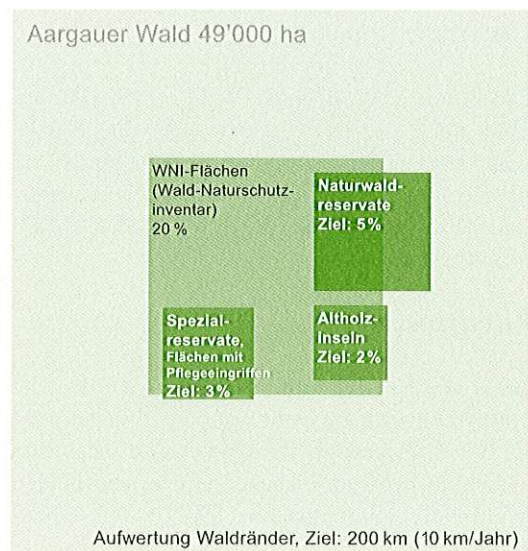 Aargauer Wald 49’000 ha
WNI-Flächen
(Wald-Naturschutz-
inventar)
20 %
Naturwald-
reservate
Ziel: 5%
Spezial-
reservate,
Flächen mit
Pflegeeingriffen
Ziel: 3%
Altholz-
Inseln
Ziel: 2%
Aufwertung Waldränder, Ziel: 200 km (10 km/Jahr)